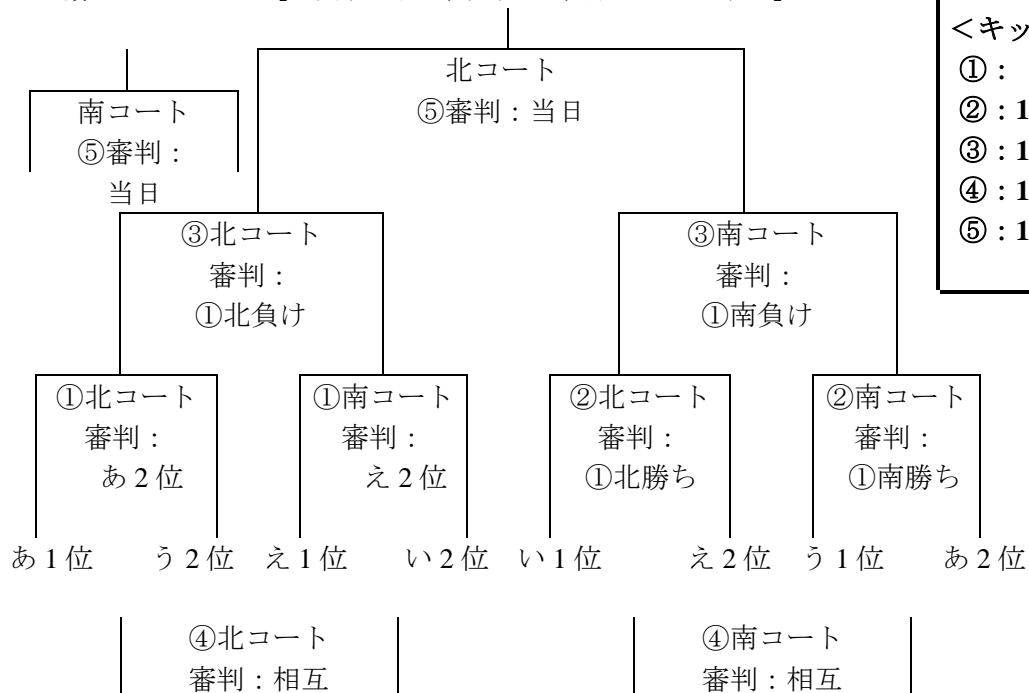 ＜キッ
①：
②：1
③：1
④：1
⑤：1
北コート
⑤審判：当日
南コート
⑤審判：
当日
③北コート
審判：
①北負け
③南コート
審判：
①南負け
①北コート
審判：
あ2位
①南コート
審判：
え2位
②北コート
審判：
①北勝ち
②南コート
審判：
①南勝ち
あ1位 う2位 え1位 い2位 い1位 え2位 う1位 あ2位
④北コート
審判：相互
④南コート
審判：相互